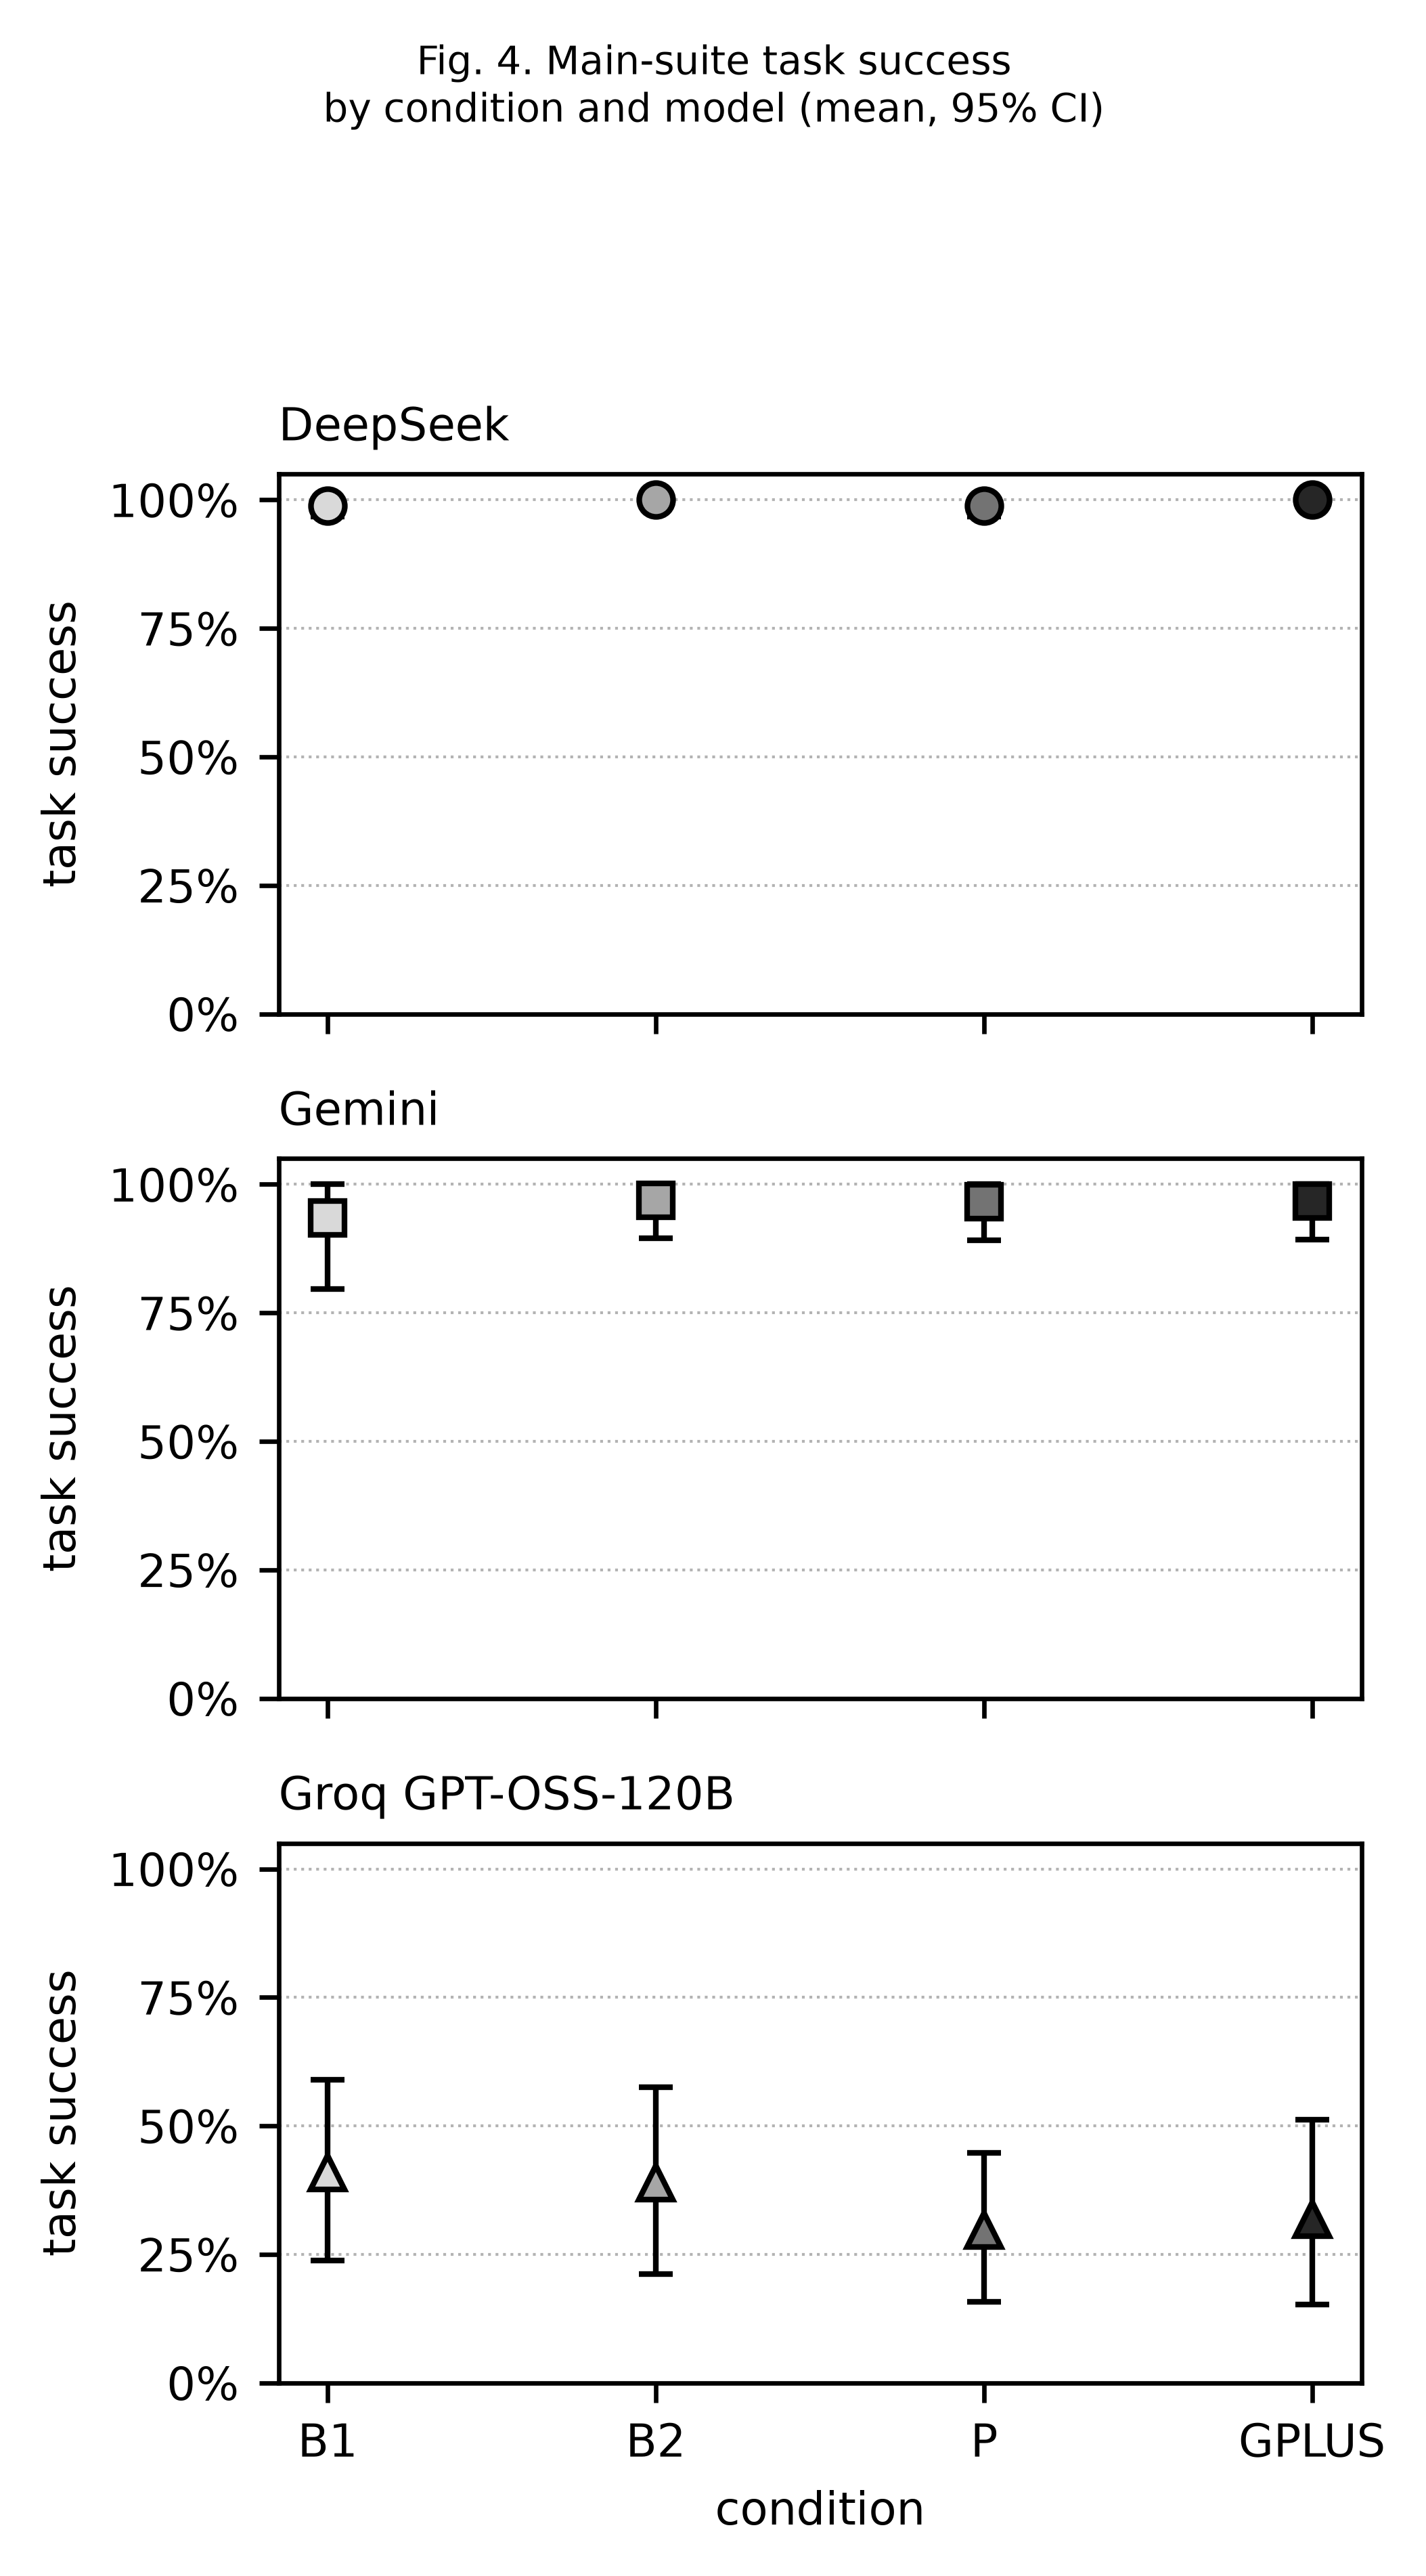 Fig. 4. Main-suite task success
by condition and model (mean, 95% CI)
DeepSeek
100%
75%
50%
25%
0%
task success
Gemini
100%
75%
50%
25%
0%
task success
Groq GPT-OSS-120B
100%
75%
50%
25%
0%
task success
B1 B2 P GPLUS
condition